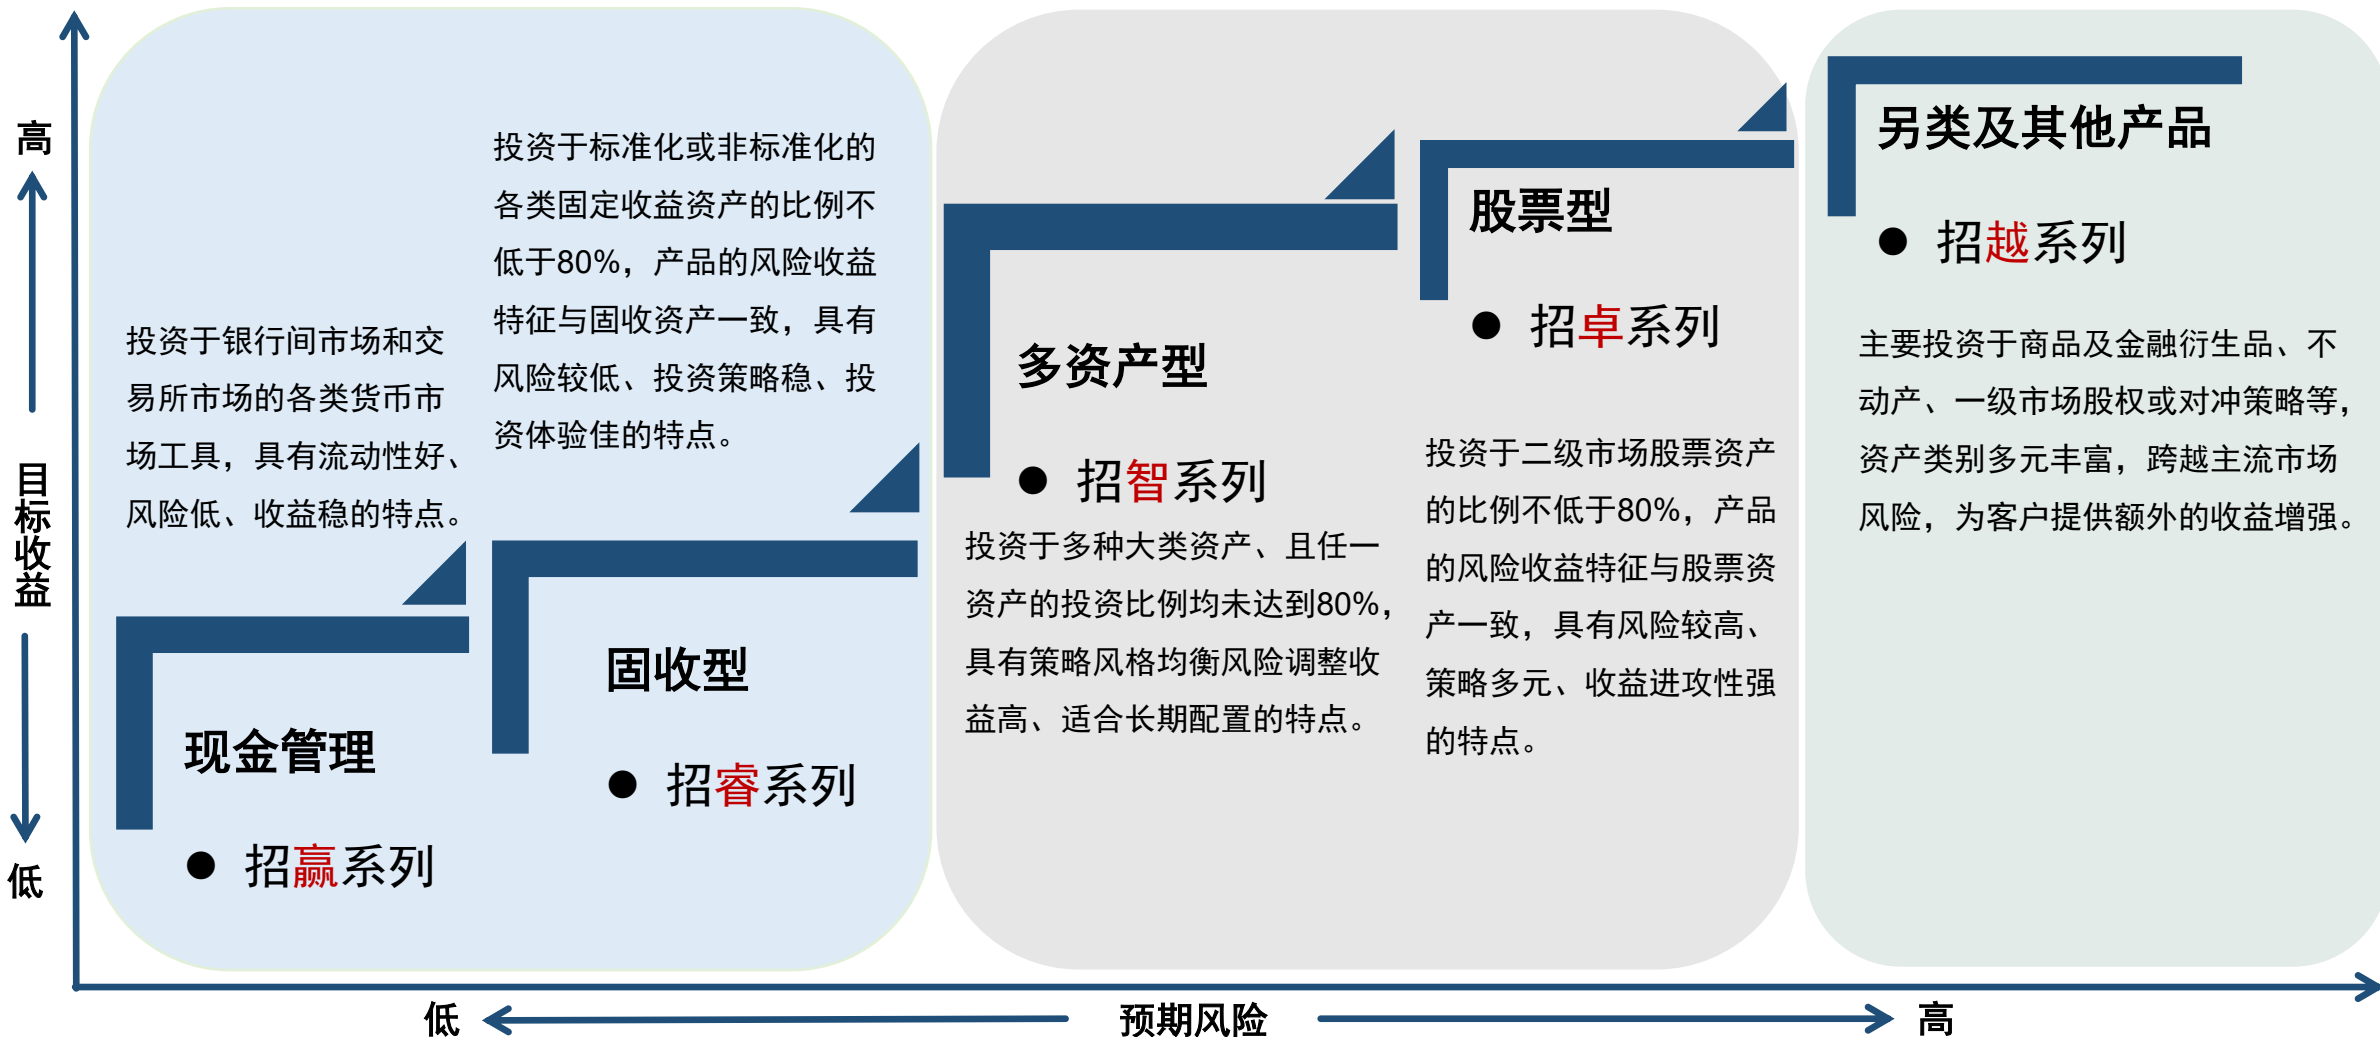 高
目标收益
低
投资于银行间市场和交
易所市场的各类货币市
场工具，具有流动性好、
风险低、收益稳的特点。
现金管理
● 招赢系列
投资于标准化或非标准化的
各类固定收益资产的比例不
低于80%，产品的风险收益
特征与固收资产一致，具有
风险较低、投资策略稳、投
资体验佳的特点。
固收型
● 招睿系列
多资产型
● 招智系列
投资于多种大类资产、且任一
资产的投资比例均未达到80%，
具有策略风格均衡风险调整收
益高、适合长期配置的特点。
股票型
● 招卓系列
投资于二级市场股票资产
的比例不低于80%，产品
的风险收益特征与股票资
产一致，具有风险较高、
策略多元、收益进攻性强
的特点。
另类及其他产品
● 招越系列
主要投资于商品及金融衍生品、不
动产、一级市场股权或对冲策略等，
资产类别多元丰富，跨越主流市场
风险，为客户提供额外的收益增强。
低
预期风险
高